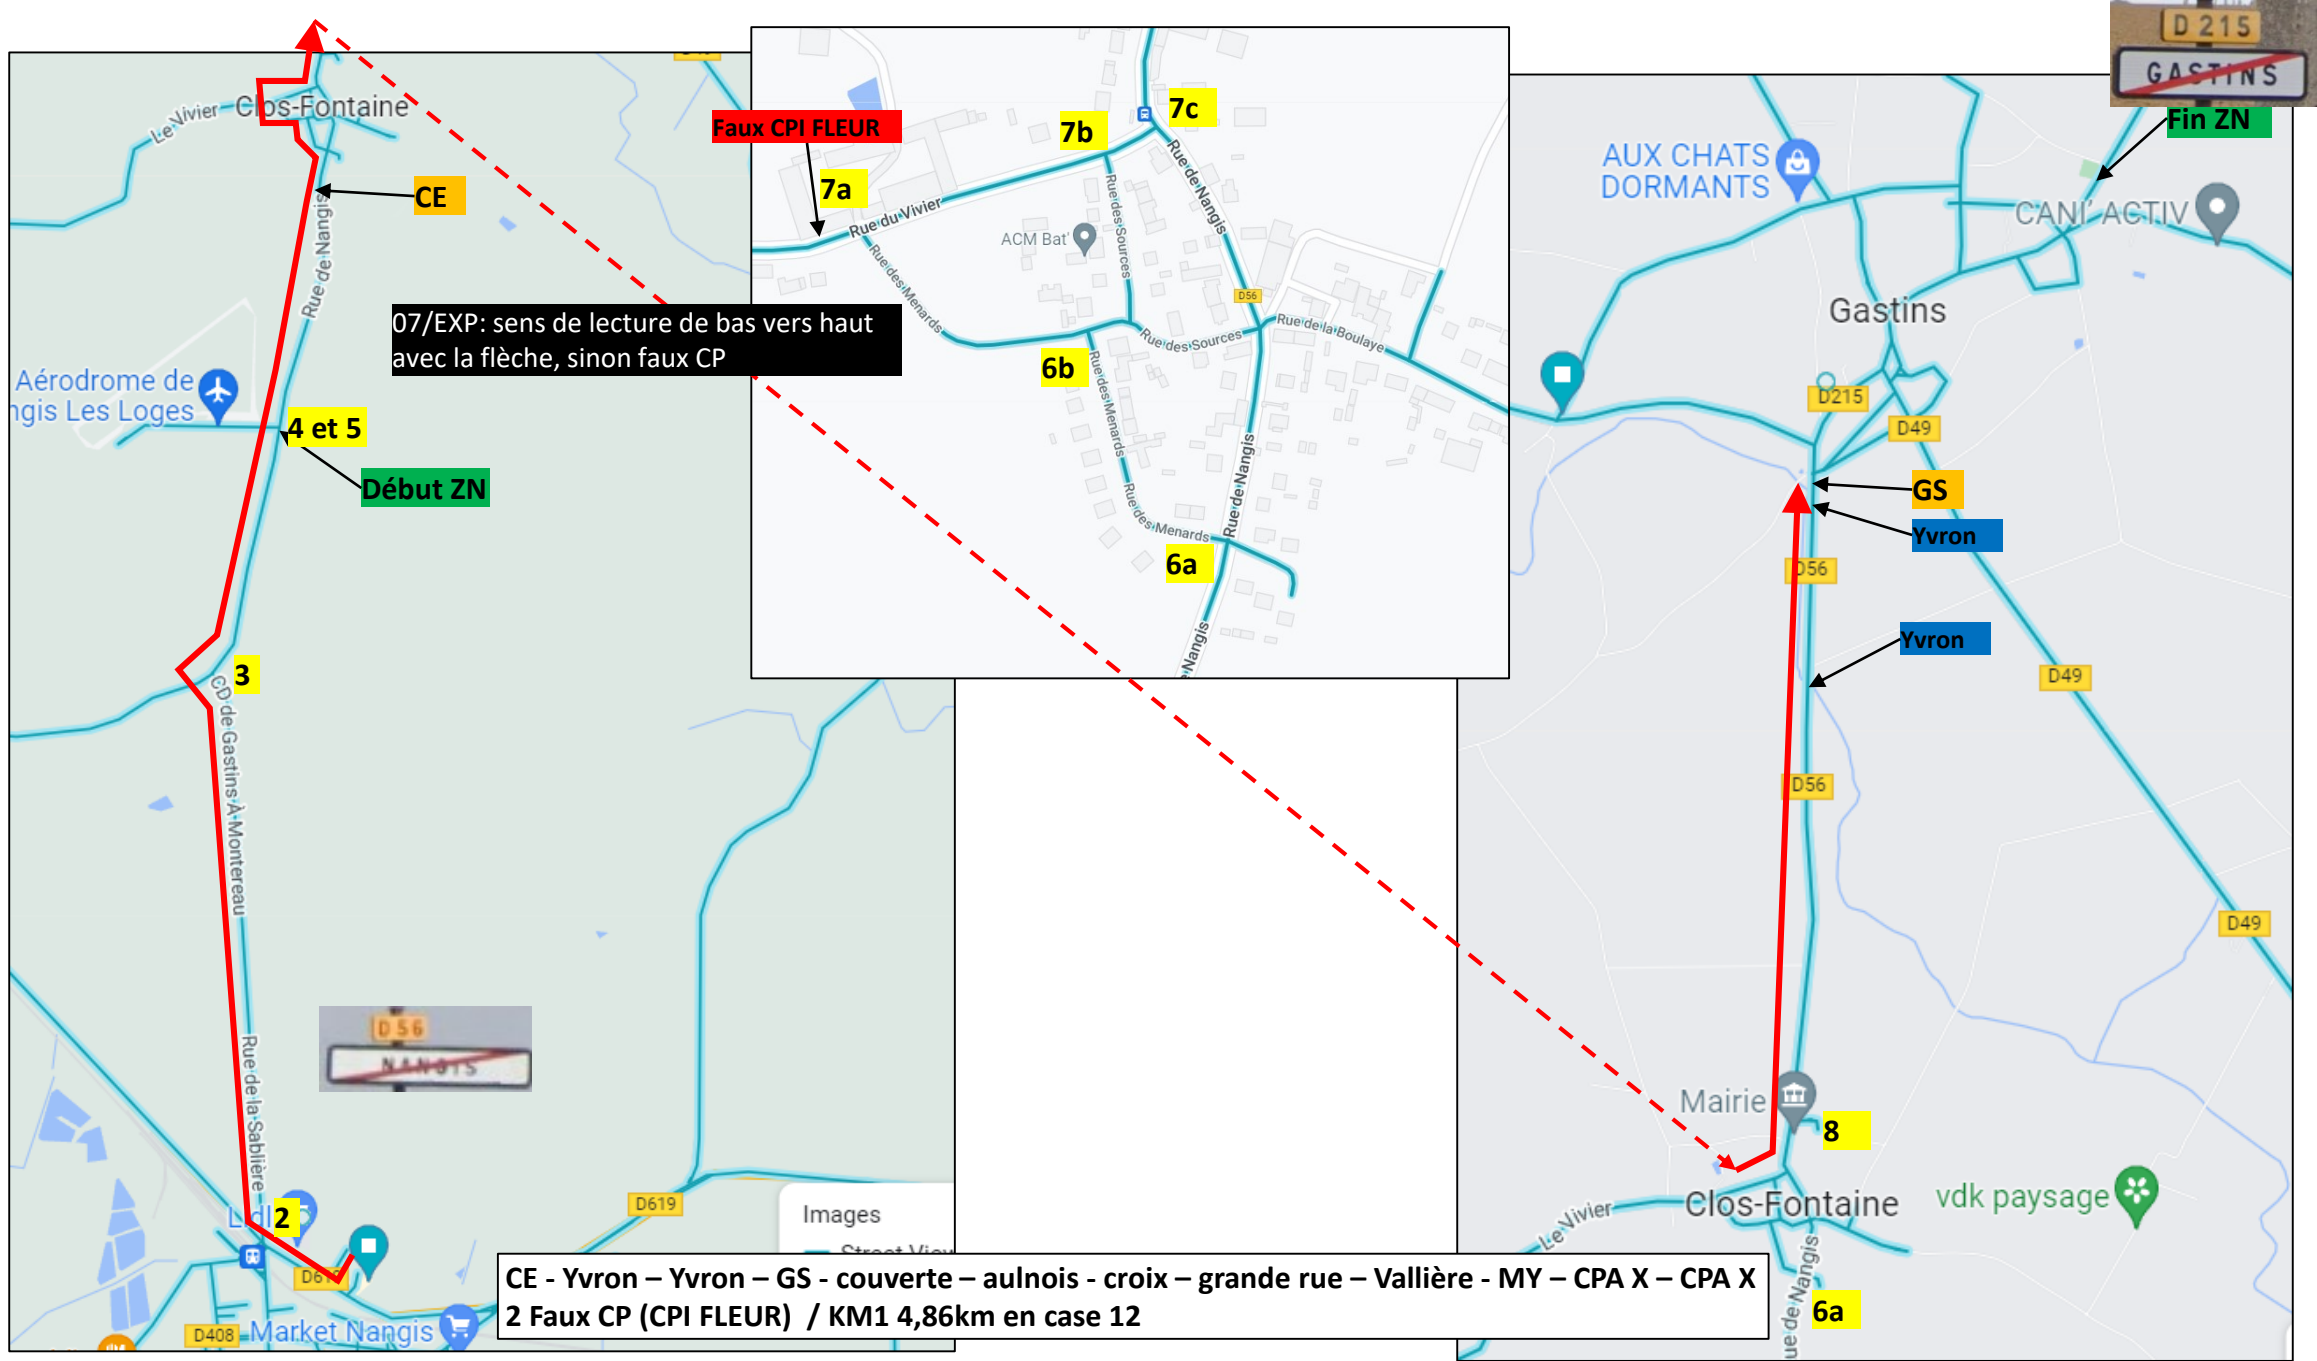 Clos-Fontaine
Le Vivier
CE
Rue de Nangis
07/EXP: sens de lecture de bas vers haut
avec la flèche, sinon faux CP
Aérodrome de
ngis Les Loges
4 et 5
Début ZN
3
CD de Gastins À Montereau
D 56
NANGIS
Rue de la Sablière
Lidl
2
D619
D619
D408
Market Nangis
Images
Street View
Faux CPI FLEUR
7a
7b
7c
Rue du Vivier
Rue de Nangis
Rue des Sources
ACM Bat'
Rue des Menards
D56
Rue de la Boulaye
Rue des Sources
6b
Rue des Menards
Rue des Menards
Rue de Nangis
6a
e Nangis
D 215
GASTINS
Fin ZN
AUX CHATS
DORMANTS
CANI' ACTIV
Gastins
D215
D49
GS
Yvron
D56
Yvron
D49
D56
D49
Mairie
8
Clos-Fontaine
vdk paysage
Le Vivier
ue de Nangis
6a
CE - Yvron – Yvron – GS - couverte – aulnois - croix – grande rue – Vallière - MY – CPA X – CPA X
2 Faux CP (CPI FLEUR) / KM1 4,86km en case 12